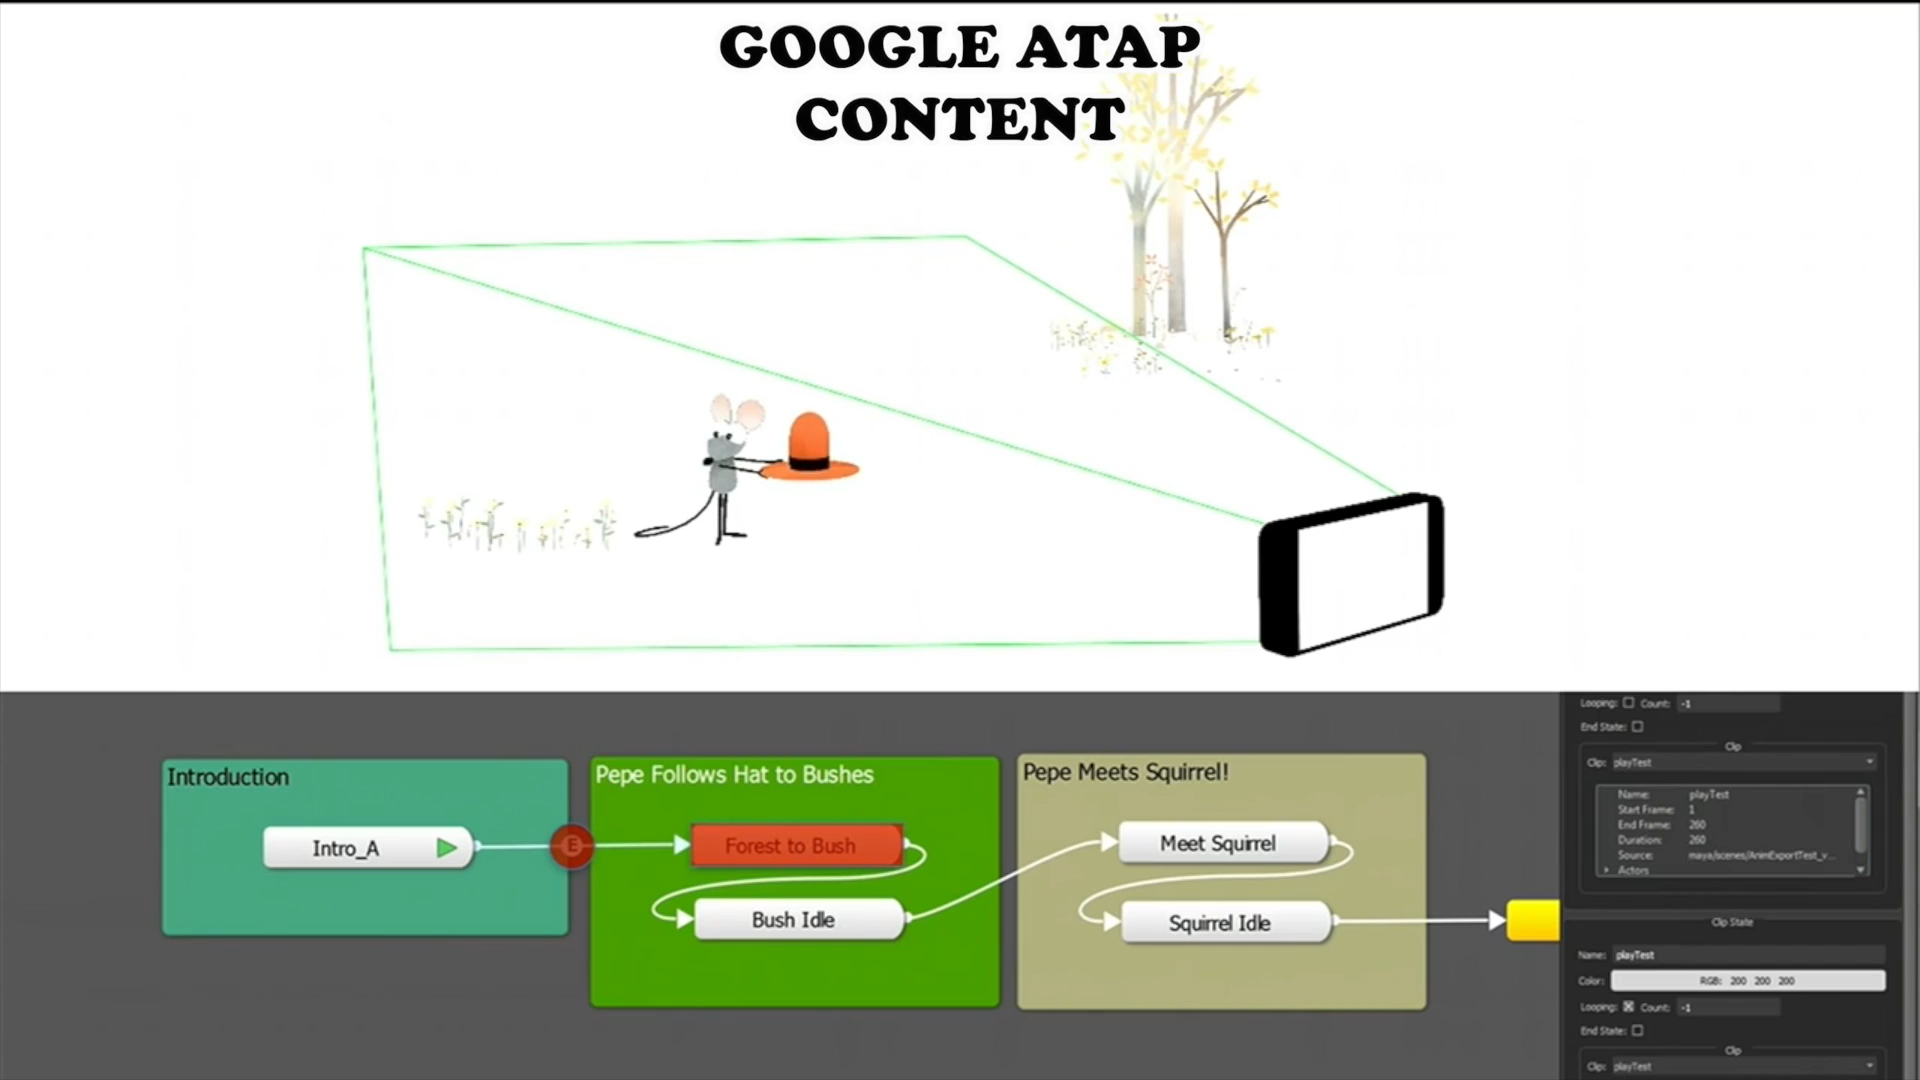 GOOGLE ATAP
CONTENT
Introduction
Intro_A
E
Pepe Follows Hat to Bushes
Forest to Bush
Bush Idle
Pepe Meets Squirrel!
Meet Squirrel
Squirrel Idle
Looping: Count: -1
End State:
Clip
Clip: playTest
Name: playTest
Start Frame: 1
End Frame: 260
Duration: 260
Source: maya/scenes/AnimExportTest_v...
Actors
Clip State
Name: playTest
Color: RGB: 200 200 200
Looping: Count: -1
End State:
Clip
Clip: playTest